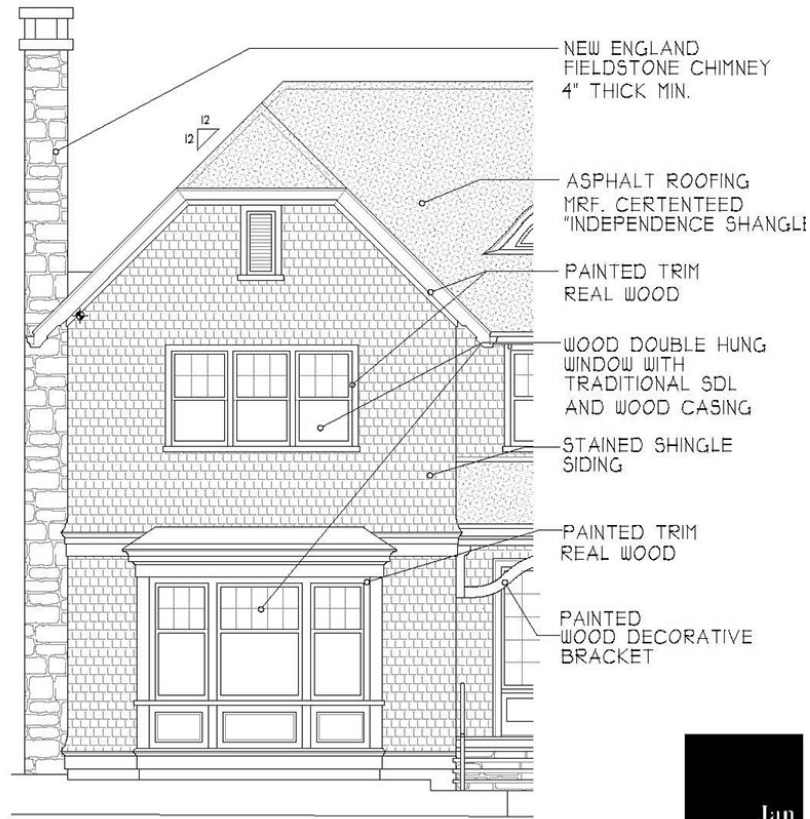 NEW ENGLAND
FIELDSTONE CHIMNEY
4" THICK MIN.
12
12
ASPHALT ROOFING
MRF. CERTENTEED
"INDEPENDENCE SHANGLE
PAINTED TRIM
REAL WOOD
WOOD DOUBLE HUNG
WINDOW WITH
TRADITIONAL SDL
AND WOOD CASING
STAINED SHINGLE
SIDING
PAINTED TRIM
REAL WOOD
PAINTED
WOOD DECORATIVE
BRACKET